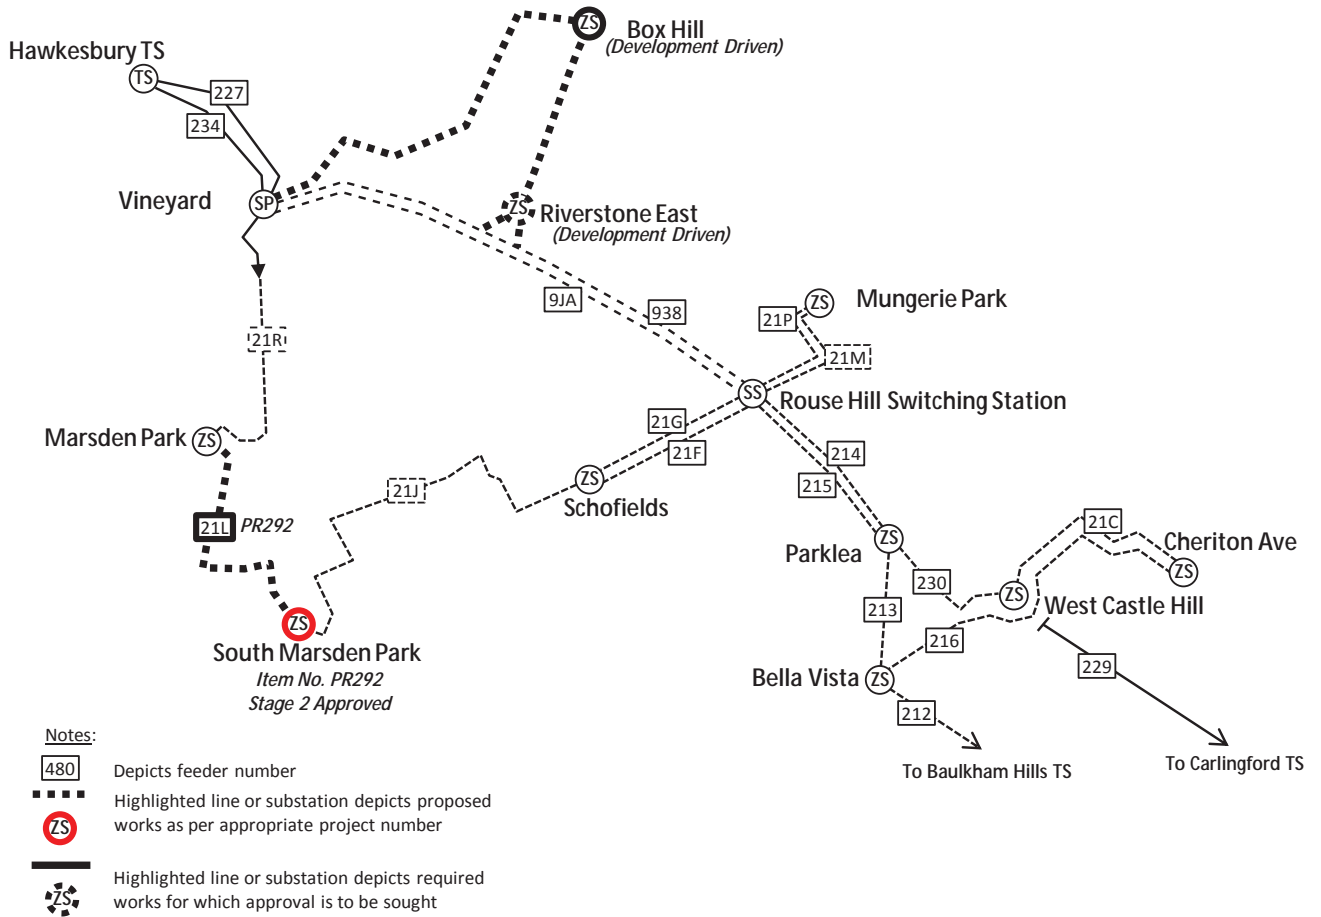 ZS
Box Hill
(Development Driven)
Hawkesbury TS
TS
227
234
Vineyard
SP
ZS
Riverstone East
(Development Driven)
9JA
938
21P
ZS
Mungerie Park
21M
21R
SS
Rouse Hill Switching Station
Marsden Park
ZS
21G
21F
214
215
21J
ZS
Schofields
21L
PR292
21C
Cheriton Ave
ZS
ZS
Parklea
230
ZS
West Castle Hill
213
216
ZS
South Marsden Park
Item No. PR292
Stage 2 Approved
229
Bella Vista
ZS
212
To Baulkham Hills TS
To Carlingford TS
Notes:
480
Depicts feeder number
Highlighted line or substation depicts proposed
ZS
works as per appropriate project number
Highlighted line or substation depicts required
ZS
works for which approval is to be sought